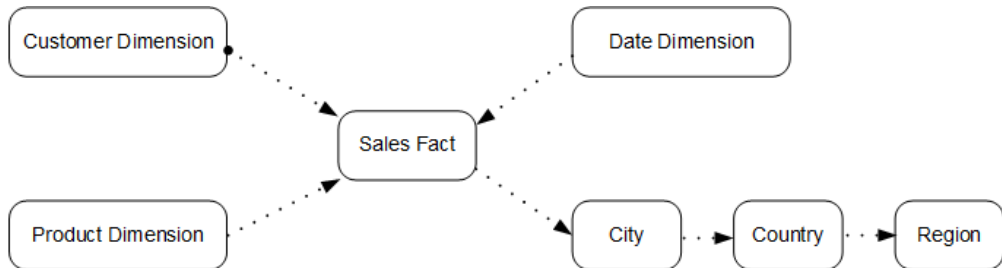 Customer Dimension
Date Dimension
Sales Fact
Product Dimension
City
Country
Region